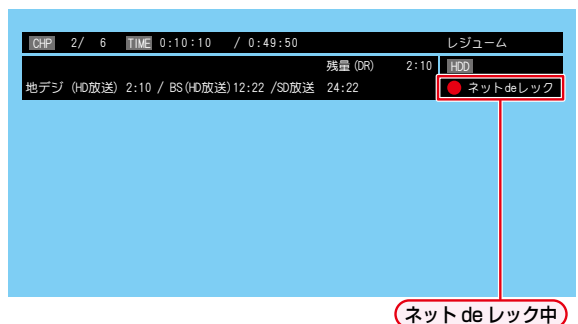 CHP 2/ 6 TIME 0:10:10 / 0:49:50 レジューム
残量(DR) 2:10 HDD
地デジ (HD放送) 2:10 / BS(HD放送)12:22 /SD放送 24:22 ネットdeレック
ネット de レック中